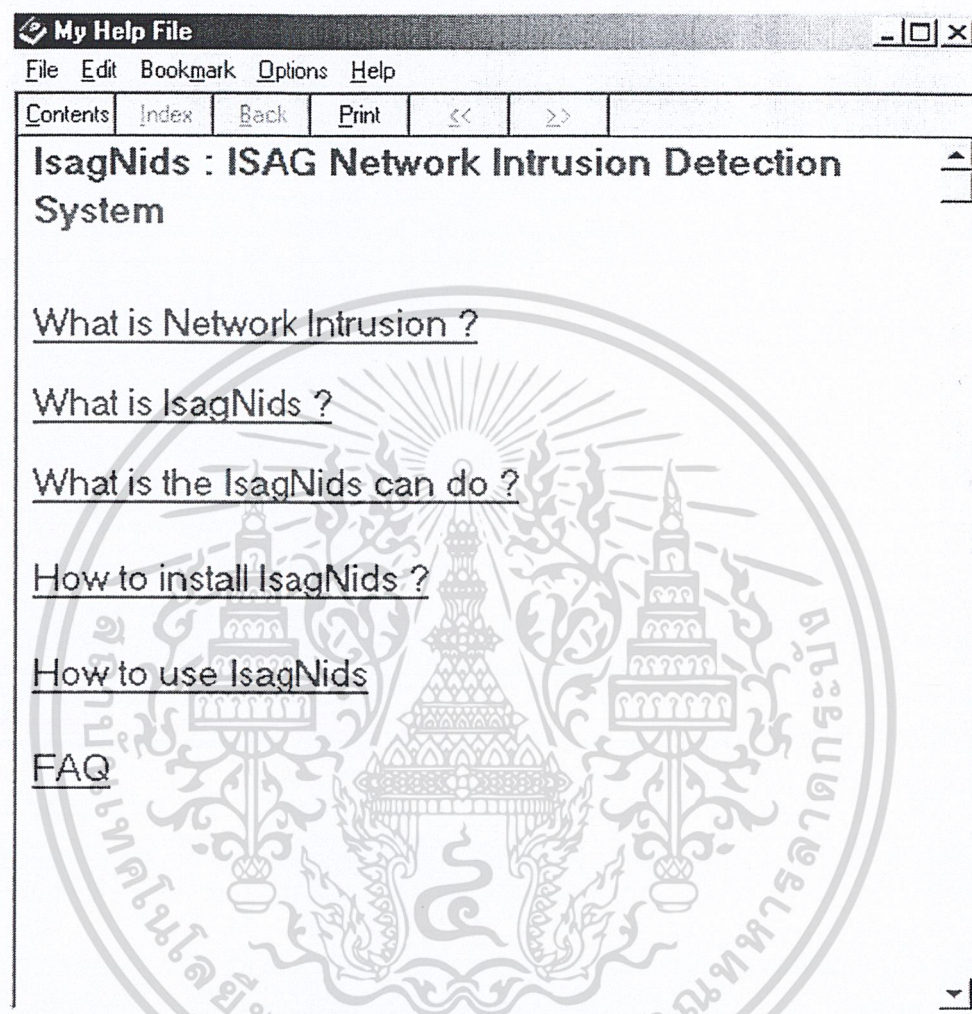 My Help File
File Edit Bookmark Options Help
Contents Index Back Print << >>
IsagNids : ISAG Network Intrusion Detection
System
What is Network Intrusion ?
What is IsagNids ?
What is the IsagNids can do ?
How to install IsagNids ?
How to use IsagNids
FAQ